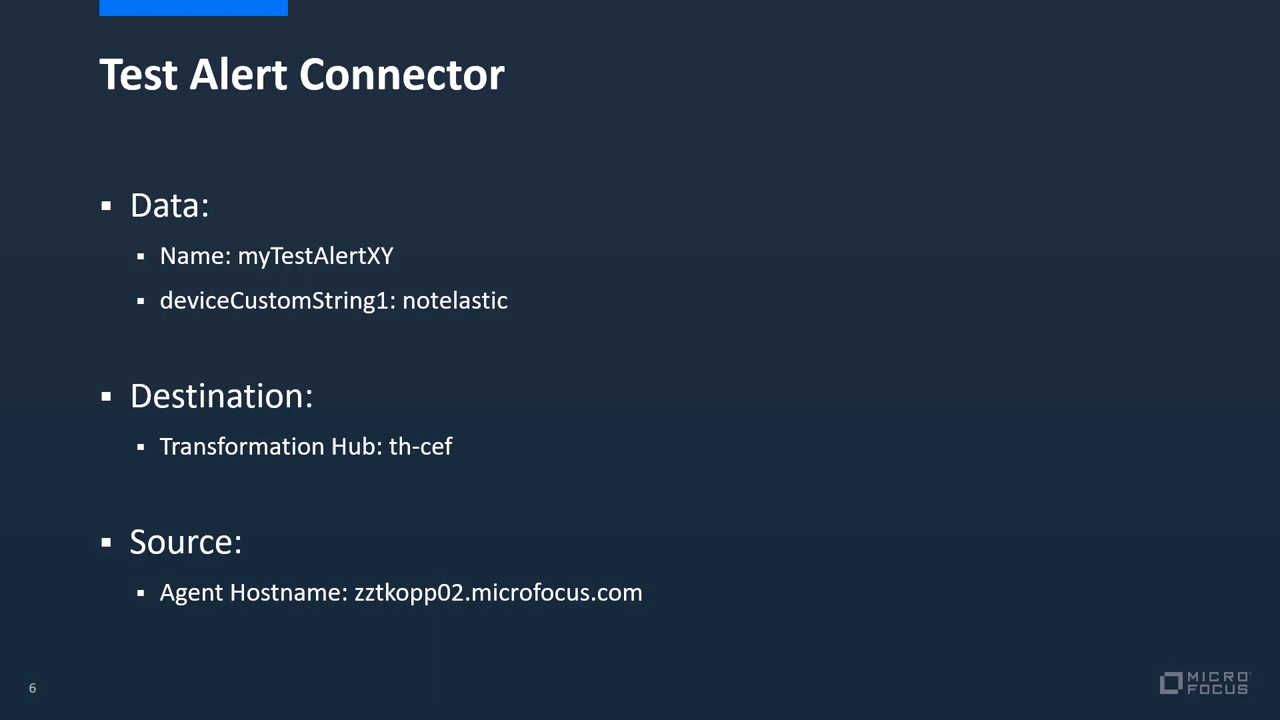 Test Alert Connector
▪ Data:
▪ Name: myTestAlertXY
▪ deviceCustomString1: notelastic
▪ Destination:
▪ Transformation Hub: th-cef
▪ Source:
▪ Agent Hostname: zztkopp02.microfocus.com
6
MICRO
FOCUS